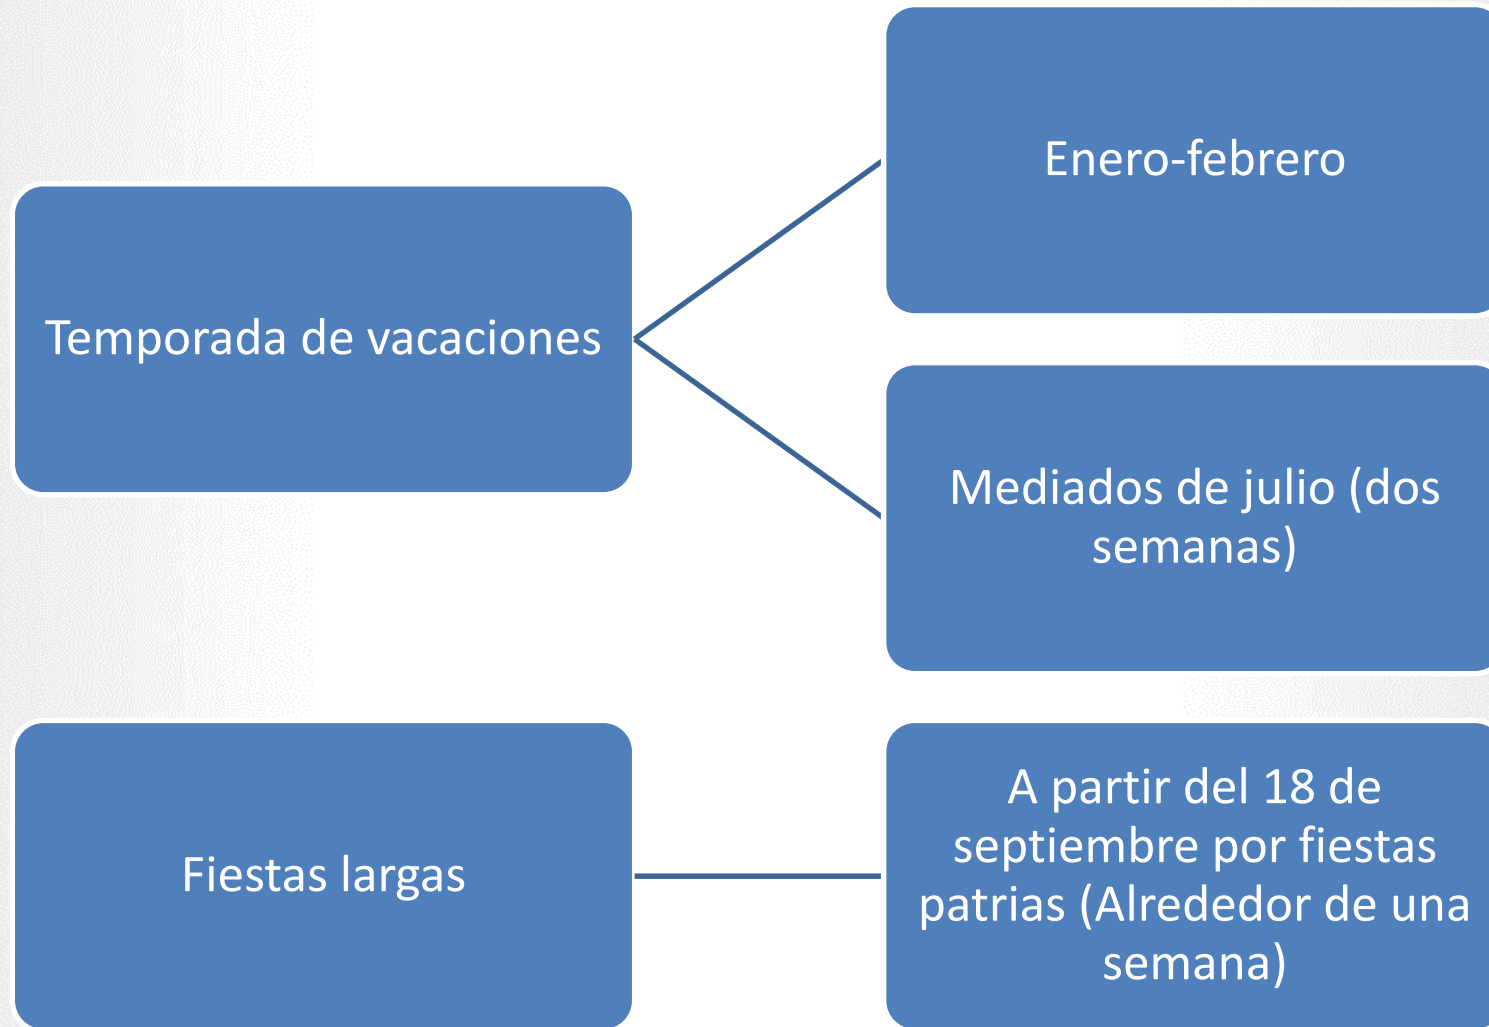 Temporada de vacaciones
Enero-febrero
Mediados de julio (dos
semanas)
Fiestas largas
A partir del 18 de
septiembre por fiestas
patrias (Alrededor de una
semana)